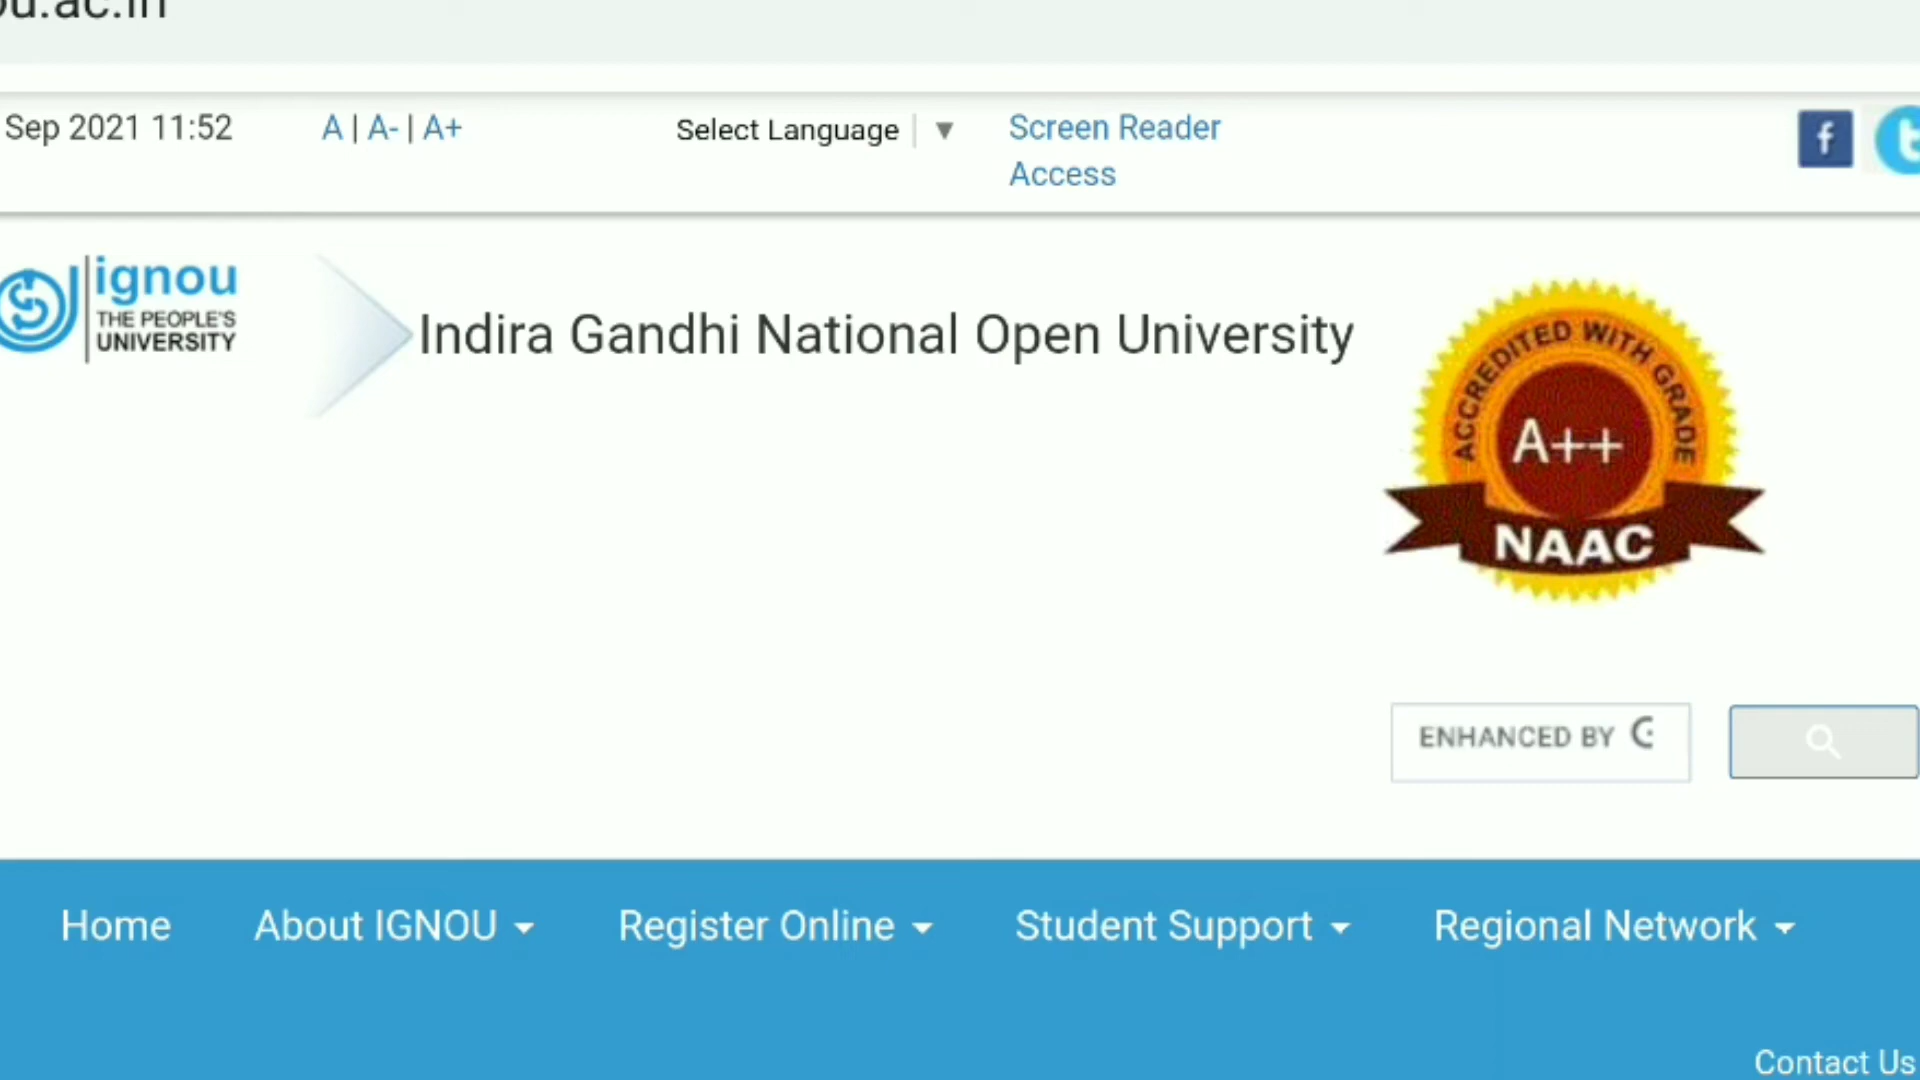 Sep 2021 11:52
A | A- | A+
Select Language ▼
Screen Reader
Access
ignou
THE PEOPLE'S
UNIVERSITY
Indira Gandhi National Open University
ACCREDITED WITH GRADE
A++
NAAC
ENHANCED BY
Home
About IGNOU
Register Online
Student Support
Regional Network
Contact Us